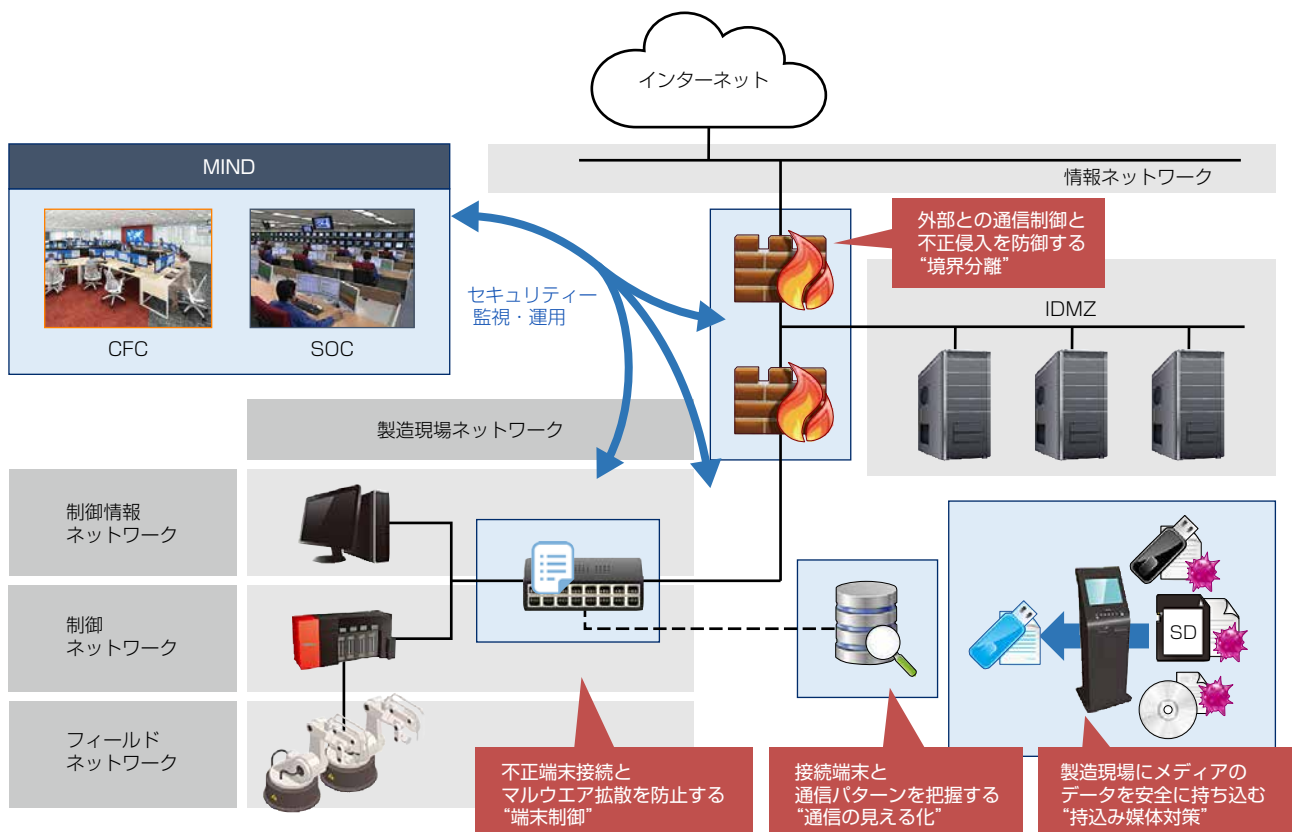 インターネット
MIND
情報ネットワーク
外部との通信制御と
不正侵入を防御する
“境界分離”
セキュリティー
監視・運用
CFC
SOC
IDMZ
製造現場ネットワーク
制御情報
ネットワーク
制御
ネットワーク
SD
フィールド
ネットワーク
不正端末接続と
マルウエア拡散を防止する
“端末制御”
接続端末と
通信パターンを把握する
“通信の見える化”
製造現場にメディアの
データを安全に持ち込む
“持込み媒体対策”